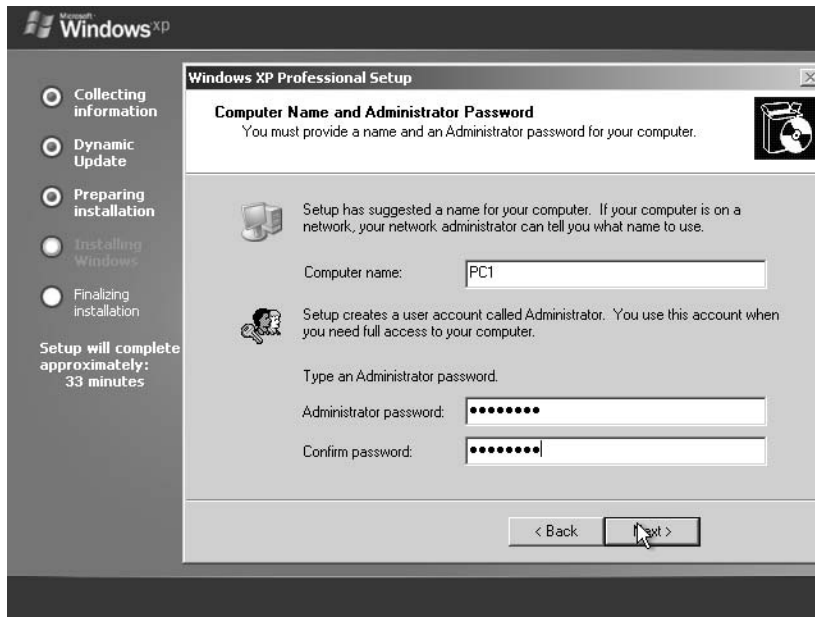 Microsoft
Windows xp
Collecting
information
Dynamic
Update
Preparing
installation
Installing
Windows
Finalizing
installation
Setup will complete
approximately:
33 minutes
Windows XP Professional Setup
Computer Name and Administrator Password
You must provide a name and an Administrator password for your computer.
Setup has suggested a name for your computer. If your computer is on a
network, your network administrator can tell you what name to use.
Computer name:
PC1
Setup creates a user account called Administrator. You use this account when
you need full access to your computer.
Type an Administrator password.
Administrator password:
••••••••
Confirm password:
••••••••
< Back
Next >